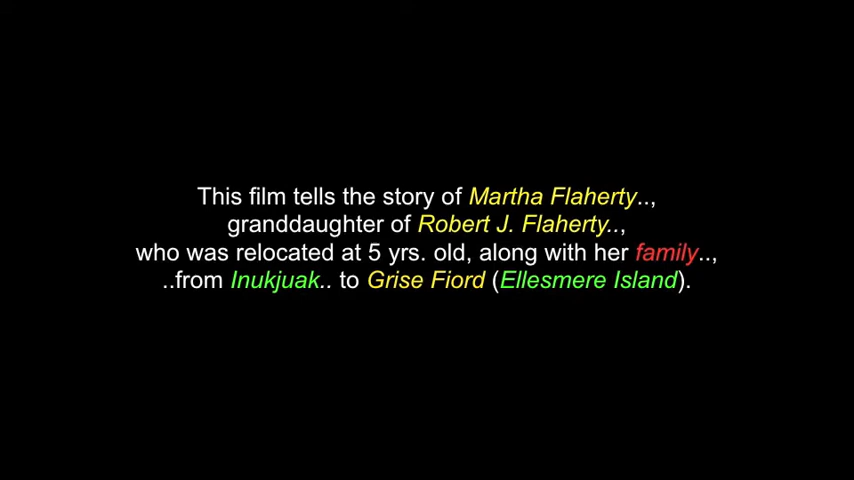 This film tells the story of Martha Flaherty..,
granddaughter of Robert J. Flaherty..,
who was relocated at 5 yrs. old, along with her family..,
..from Inukjuak.. to Grise Fiord (Ellesmere Island).